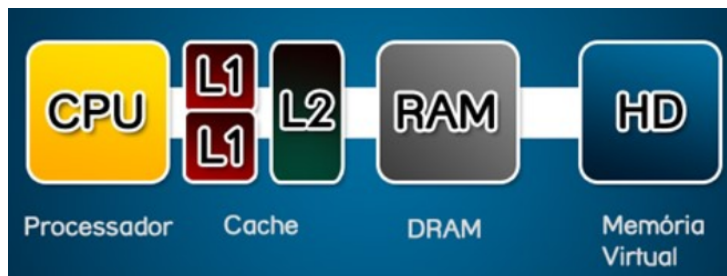 CPU
L1
L1
L2
RAM
HD
Processador
Cache
DRAM
Memória
Virtual